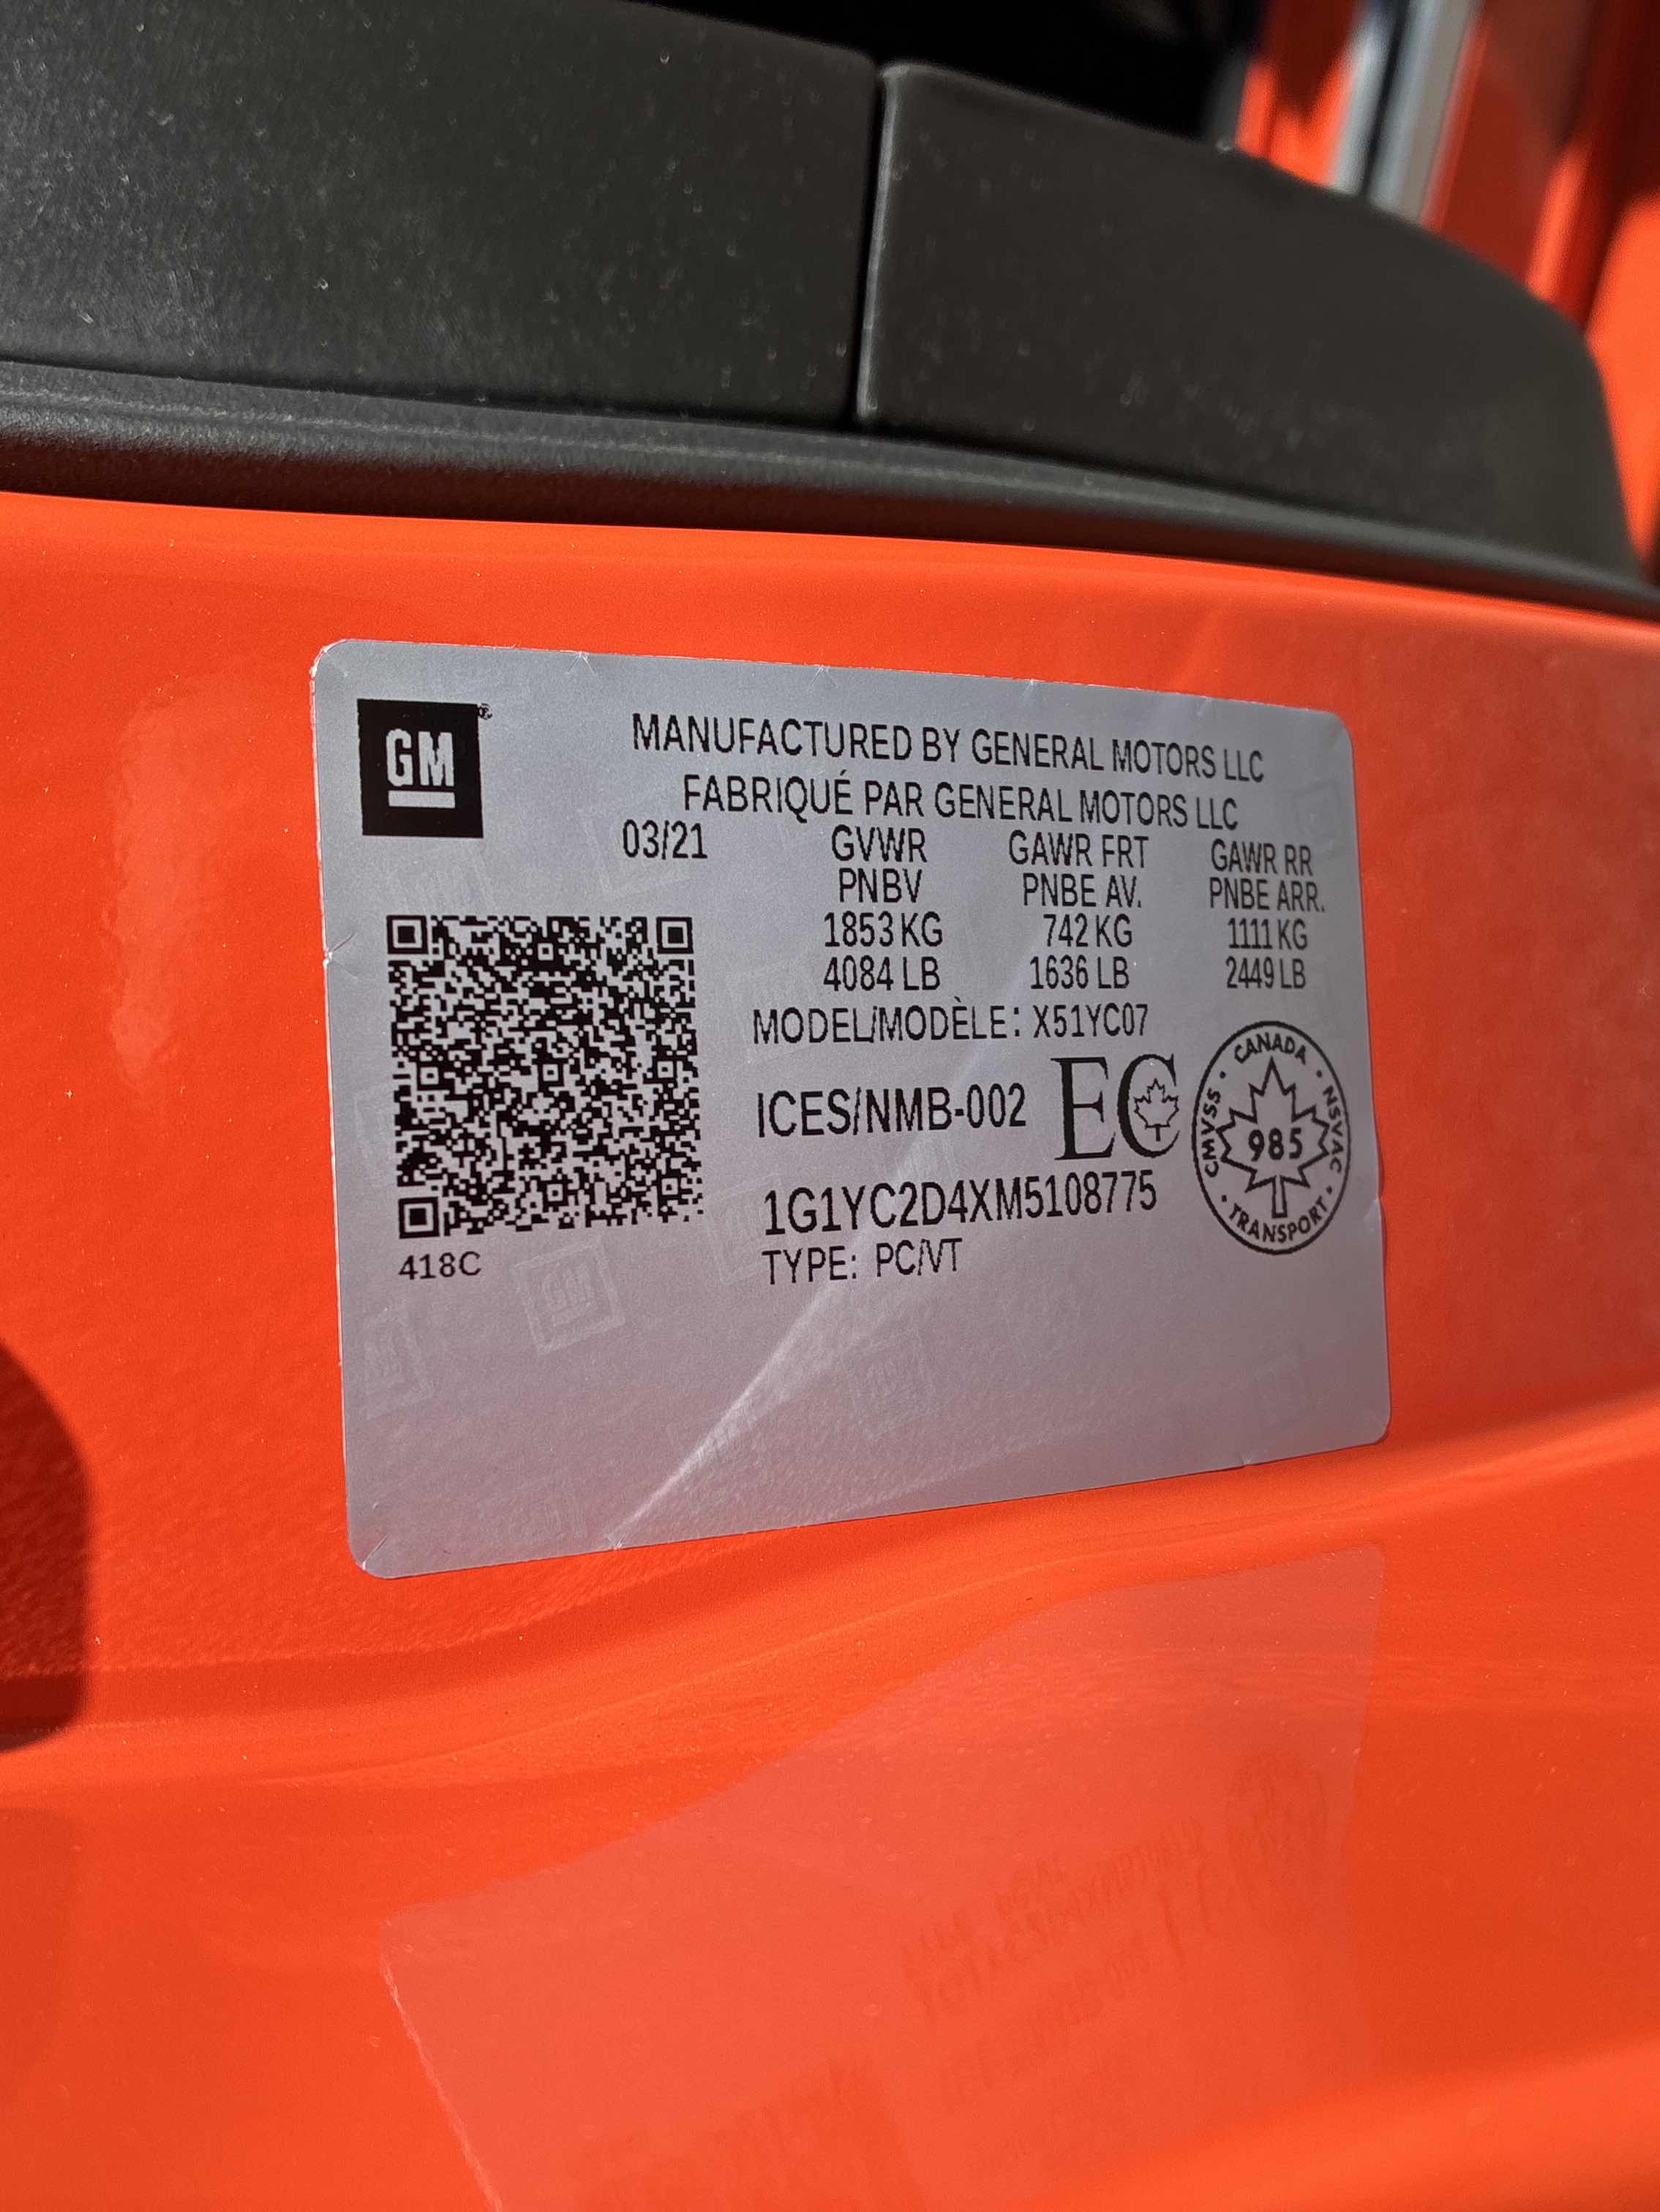 GM®
MANUFACTURED BY GENERAL MOTORS LLC
FABRIQUÉ PAR GENERAL MOTORS LLC
03/21 GVWR GAWR FRT GAWR RR
PNBV PNBE AV. PNBE ARR.
1853 KG 742 KG 1111 KG
4084 LB 1636 LB 2449 LB
MODEL/MODÈLE: X51YC07
ICES/NMB-002 EC
CANADA · NSVAC · TRANSPORT · CMVSS ·
985
1G1YC2D4XM5108775
TYPE: PC/VT
418C